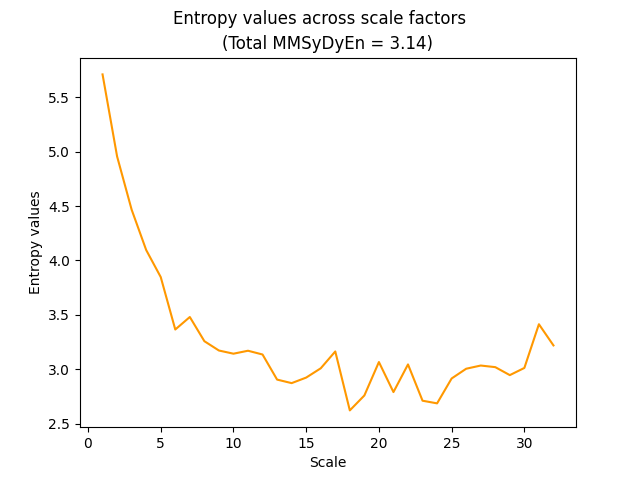 Entropy values across scale factors
(Total MMSyDyEn = 3.14)
5.5
5.0
4.5
4.0
3.5
3.0
2.5
Entropy values
0 5 10 15 20 25 30
Scale